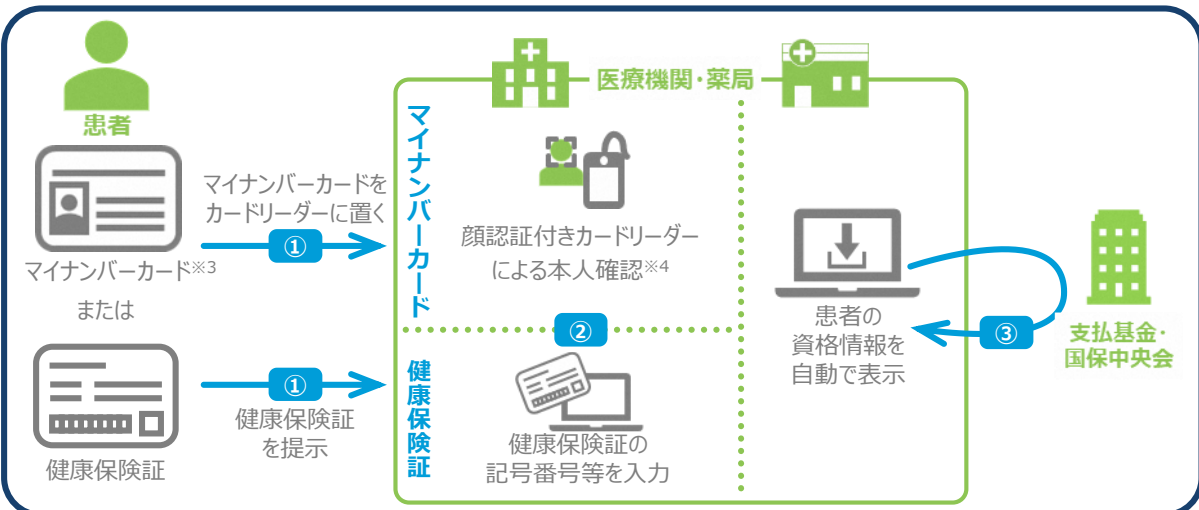 医療機関・薬局
患者
マイナンバーカードを
カードリーダーに置く
①
マイナンバーカード※3
または
マイナンバーカード
顔認証付きカードリーダー
による本人確認※4
②
①
健康保険証
を提示
健康保険証
健康保険証
健康保険証の
記号番号等を入力
患者の
資格情報を
自動で表示
③
支払基金・
国保中央会